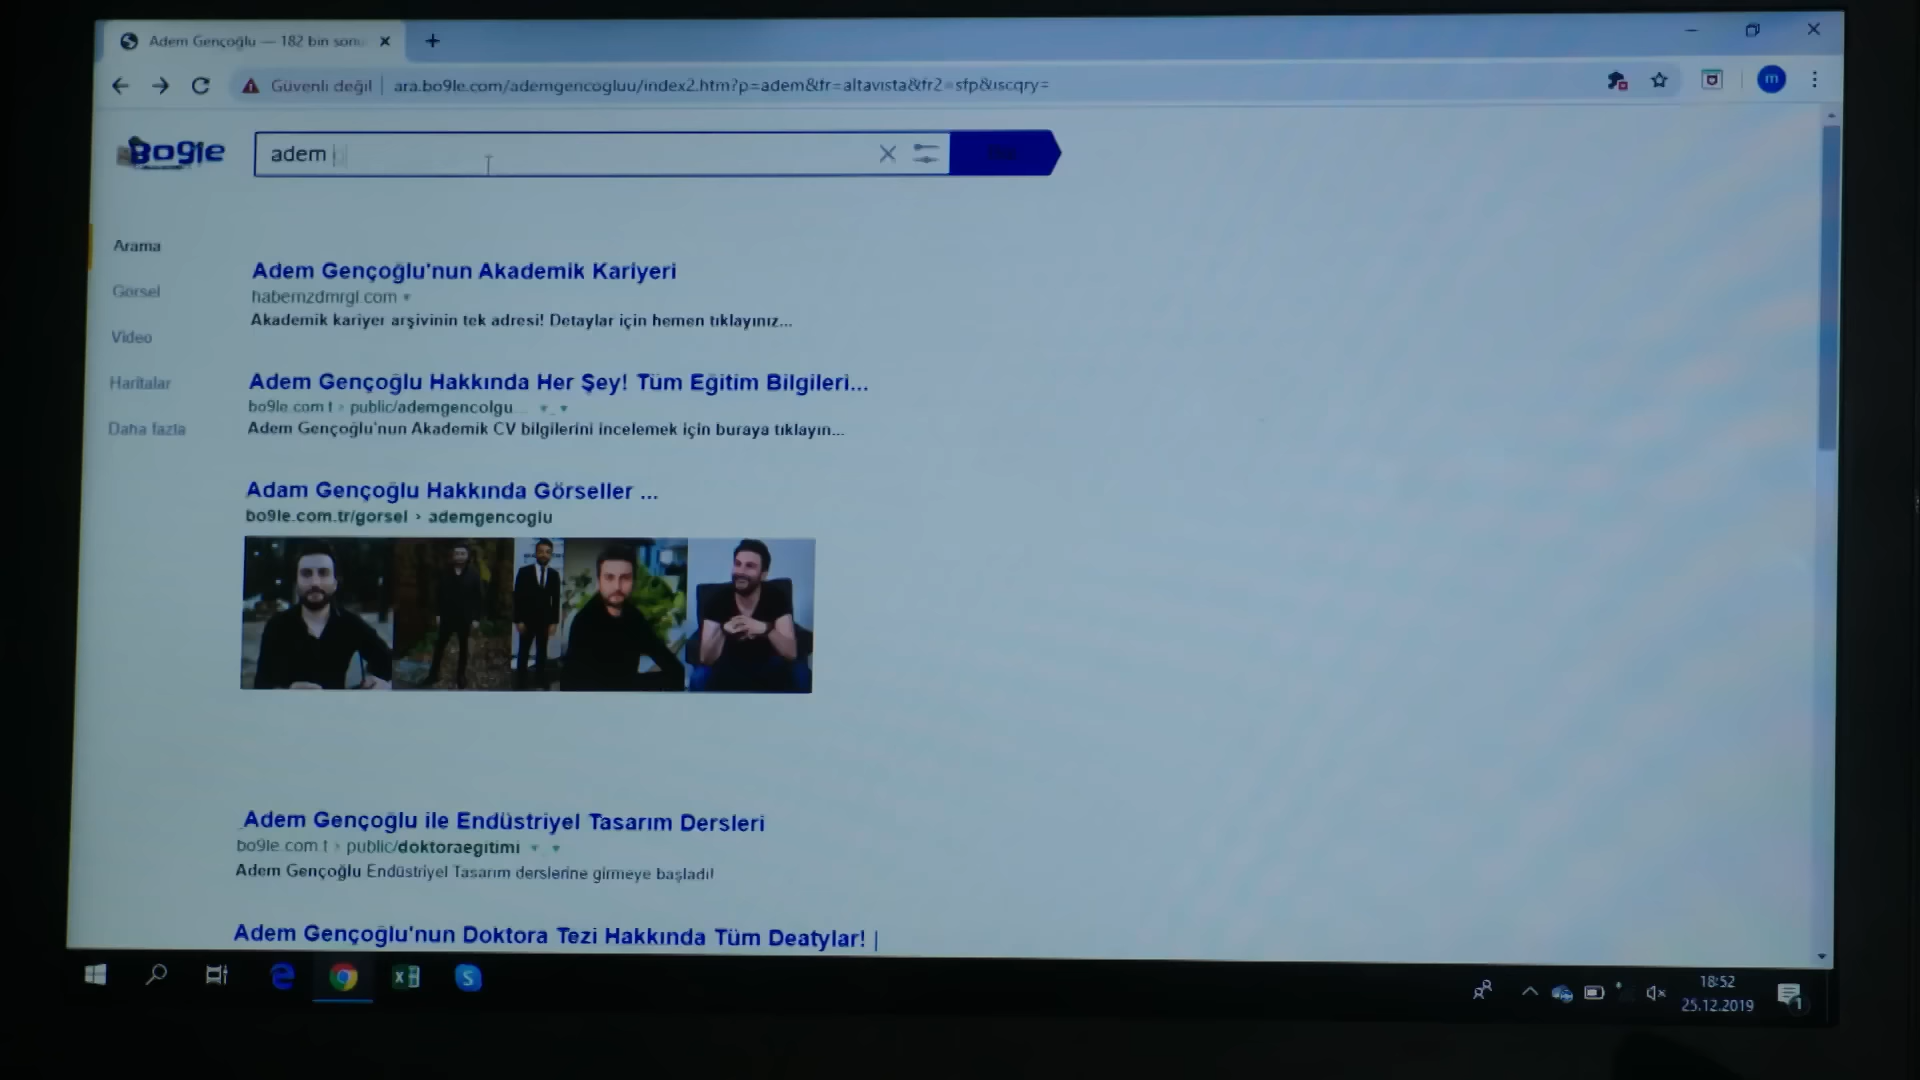 Adem Gençoğlu — 182 bin sonu
Güvenli değil
ara.bo9le.com/ademgencogluu/index2.htm?p=adem&fr=altavista&fr2=sfp&iscqry=
m
Bo9le
adem
Arama
Görsel
Video
Haritalar
Daha fazla
Adem Gençoğlu'nun Akademik Kariyeri
habernzdmrgl.com
Akademik kariyer arşivinin tek adresi! Detaylar için hemen tıklayınız...
Adem Gençoğlu Hakkında Her Şey! Tüm Eğitim Bilgileri...
bo9le.com.t › public/ademgencolgu...
Adem Gençoğlu'nun Akademik CV bilgilerini incelemek için buraya tıklayın...
Adam Gençoğlu Hakkında Görseller ...
bo9le.com.tr/gorsel › ademgencoglu
Adem Gençoğlu ile Endüstriyel Tasarım Dersleri
bo9le.com.t › public/doktoraegitimi
Adem Gençoğlu Endüstriyel Tasarım derslerine girmeye başladı!
Adem Gençoğlu'nun Doktora Tezi Hakkında Tüm Deatylar! |
18:52
25.12.2019
1